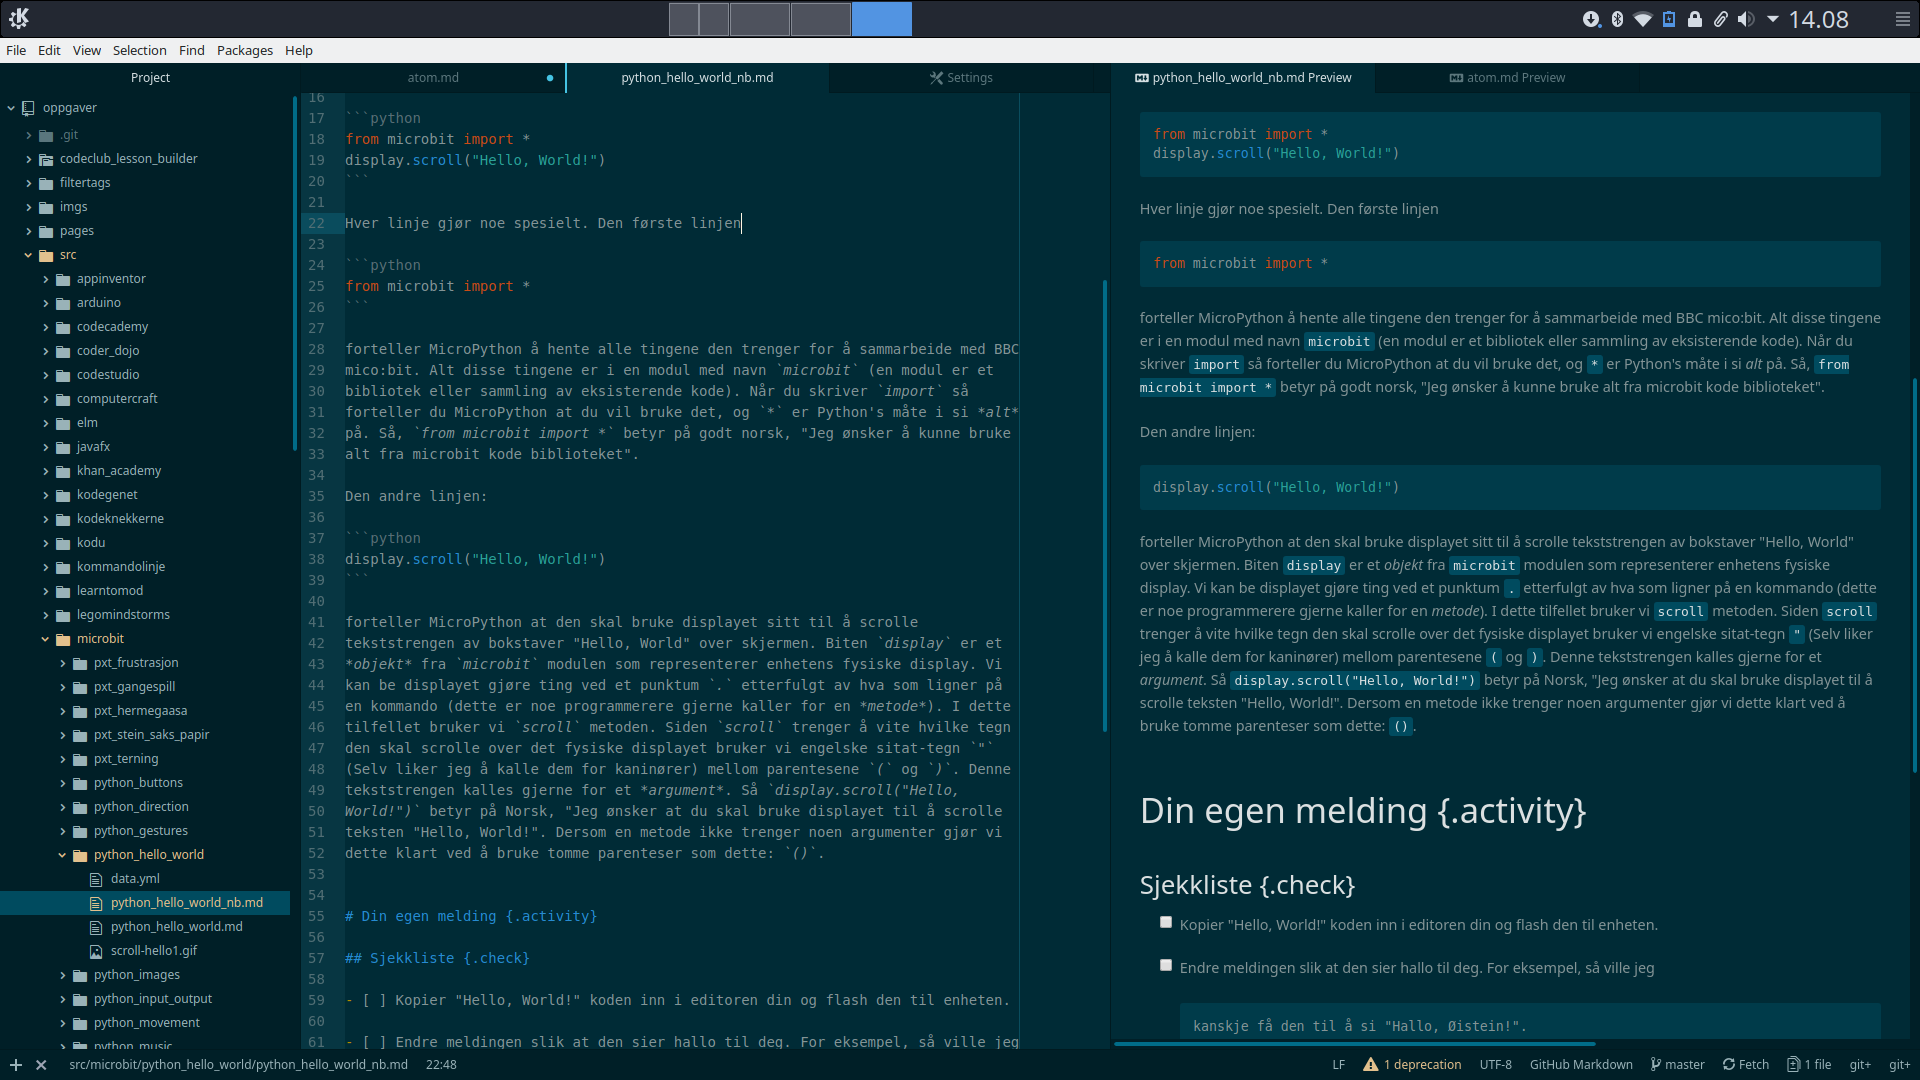 14.08
File Edit View Selection Find Packages Help
Project
oppgaver
.git
codeclub_lesson_builder
filtertags
imgs
pages
src
appinventor
arduino
codecademy
coder_dojo
codestudio
computercraft
elm
javafx
khan_academy
kodegenet
kodeknekkerne
kodu
kommandolinje
learntomod
legomindstorms
microbit
pxt_frustrasjon
pxt_gangespill
pxt_hermegaasa
pxt_stein_saks_papir
pxt_terning
python_buttons
python_direction
python_gestures
python_hello_world
data.yml
python_hello_world_nb.md
python_hello_world.md
scroll-hello1.gif
python_images
python_input_output
python_movement
python_music
atom.md python_hello_world_nb.md Settings
16
17 ```python
18 from microbit import *
19 display.scroll("Hello, World!")
20 ```
21
22 Hver linje gjør noe spesielt. Den første linjen
23
24 ```python
25 from microbit import *
26 ```
27
28 forteller MicroPython å hente alle tingene den trenger for å sammarbeide med BBC
29 mico:bit. Alt disse tingene er i en modul med navn `microbit` (en modul er et
30 bibliotek eller sammling av eksisterende kode). Når du skriver `import` så
31 forteller du MicroPython at du vil bruke det, og `*` er Python's måte i si *alt*
32 på. Så, `from microbit import *` betyr på godt norsk, "Jeg ønsker å kunne bruke
33 alt fra microbit kode biblioteket".
34
35 Den andre linjen:
36
37 ```python
38 display.scroll("Hello, World!")
39 ```
40
41 forteller MicroPython at den skal bruke displayet sitt til å scrolle
42 tekststrengen av bokstaver "Hello, World" over skjermen. Biten `display` er et
43 *objekt* fra `microbit` modulen som representerer enhetens fysiske display. Vi
44 kan be displayet gjøre ting ved et punktum `.` etterfulgt av hva som ligner på
45 en kommando (dette er noe programmerere gjerne kaller for en *metode*). I dette
46 tilfellet bruker vi `scroll` metoden. Siden `scroll` trenger å vite hvilke tegn
47 den skal scrolle over det fysiske displayet bruker vi engelske sitat-tegn `"`
48 (Selv liker jeg å kalle dem for kaninører) mellom parentesene `(` og `)`. Denne
49 tekststrengen kalles gjerne for et *argument*. Så `display.scroll("Hello,
50 World!")` betyr på Norsk, "Jeg ønsker at du skal bruke displayet til å scrolle
51 teksten "Hello, World!". Dersom en metode ikke trenger noen argumenter gjør vi
52 dette klart ved å bruke tomme parenteser som dette: `()`.
53
54
55 # Din egen melding {.activity}
56
57 ## Sjekkliste {.check}
58
59 - [ ] Kopier "Hello, World!" koden inn i editoren din og flash den til enheten.
60
61 - [ ] Endre meldingen slik at den sier hallo til deg. For eksempel, så ville jeg
python_hello_world_nb.md Preview atom.md Preview
from microbit import *
display.scroll("Hello, World!")
Hver linje gjør noe spesielt. Den første linjen
from microbit import *
forteller MicroPython å hente alle tingene den trenger for å sammarbeide med BBC mico:bit. Alt disse tingene
er i en modul med navn microbit (en modul er et bibliotek eller sammling av eksisterende kode). Når du
skriver import så forteller du MicroPython at du vil bruke det, og * er Python's måte i si alt på. Så, from
microbit import * betyr på godt norsk, "Jeg ønsker å kunne bruke alt fra microbit kode biblioteket".
Den andre linjen:
display.scroll("Hello, World!")
forteller MicroPython at den skal bruke displayet sitt til å scrolle tekststrengen av bokstaver "Hello, World"
over skjermen. Biten display er et objekt fra microbit modulen som representerer enhetens fysiske
display. Vi kan be displayet gjøre ting ved et punktum . etterfulgt av hva som ligner på en kommando (dette
er noe programmerere gjerne kaller for en metode). I dette tilfellet bruker vi scroll metoden. Siden scroll
trenger å vite hvilke tegn den skal scrolle over det fysiske displayet bruker vi engelske sitat-tegn " (Selv liker
jeg å kalle dem for kaninører) mellom parentesene ( og ). Denne tekststrengen kalles gjerne for et
argument. Så display.scroll("Hello, World!") betyr på Norsk, "Jeg ønsker at du skal bruke displayet til å
scrolle teksten "Hello, World!". Dersom en metode ikke trenger noen argumenter gjør vi dette klart ved å
bruke tomme parenteser som dette: ().
Din egen melding {.activity}
Sjekkliste {.check}
Kopier "Hello, World!" koden inn i editoren din og flash den til enheten.
Endre meldingen slik at den sier hallo til deg. For eksempel, så ville jeg
kanskje få den til å si "Hallo, Øistein!".
src/microbit/python_hello_world/python_hello_world_nb.md 22:48 LF 1 deprecation UTF-8 GitHub Markdown master Fetch 1 file git+ git+